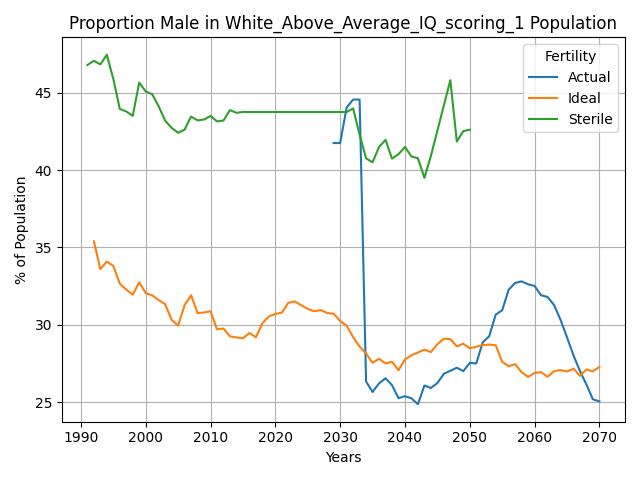 Proportion Male in White_Above_Average_IQ_scoring_1 Population
Fertility
Actual
Ideal
Sterile
45
40
35
30
25
% of Population
1990 2000 2010 2020 2030 2040 2050 2060 2070
Years